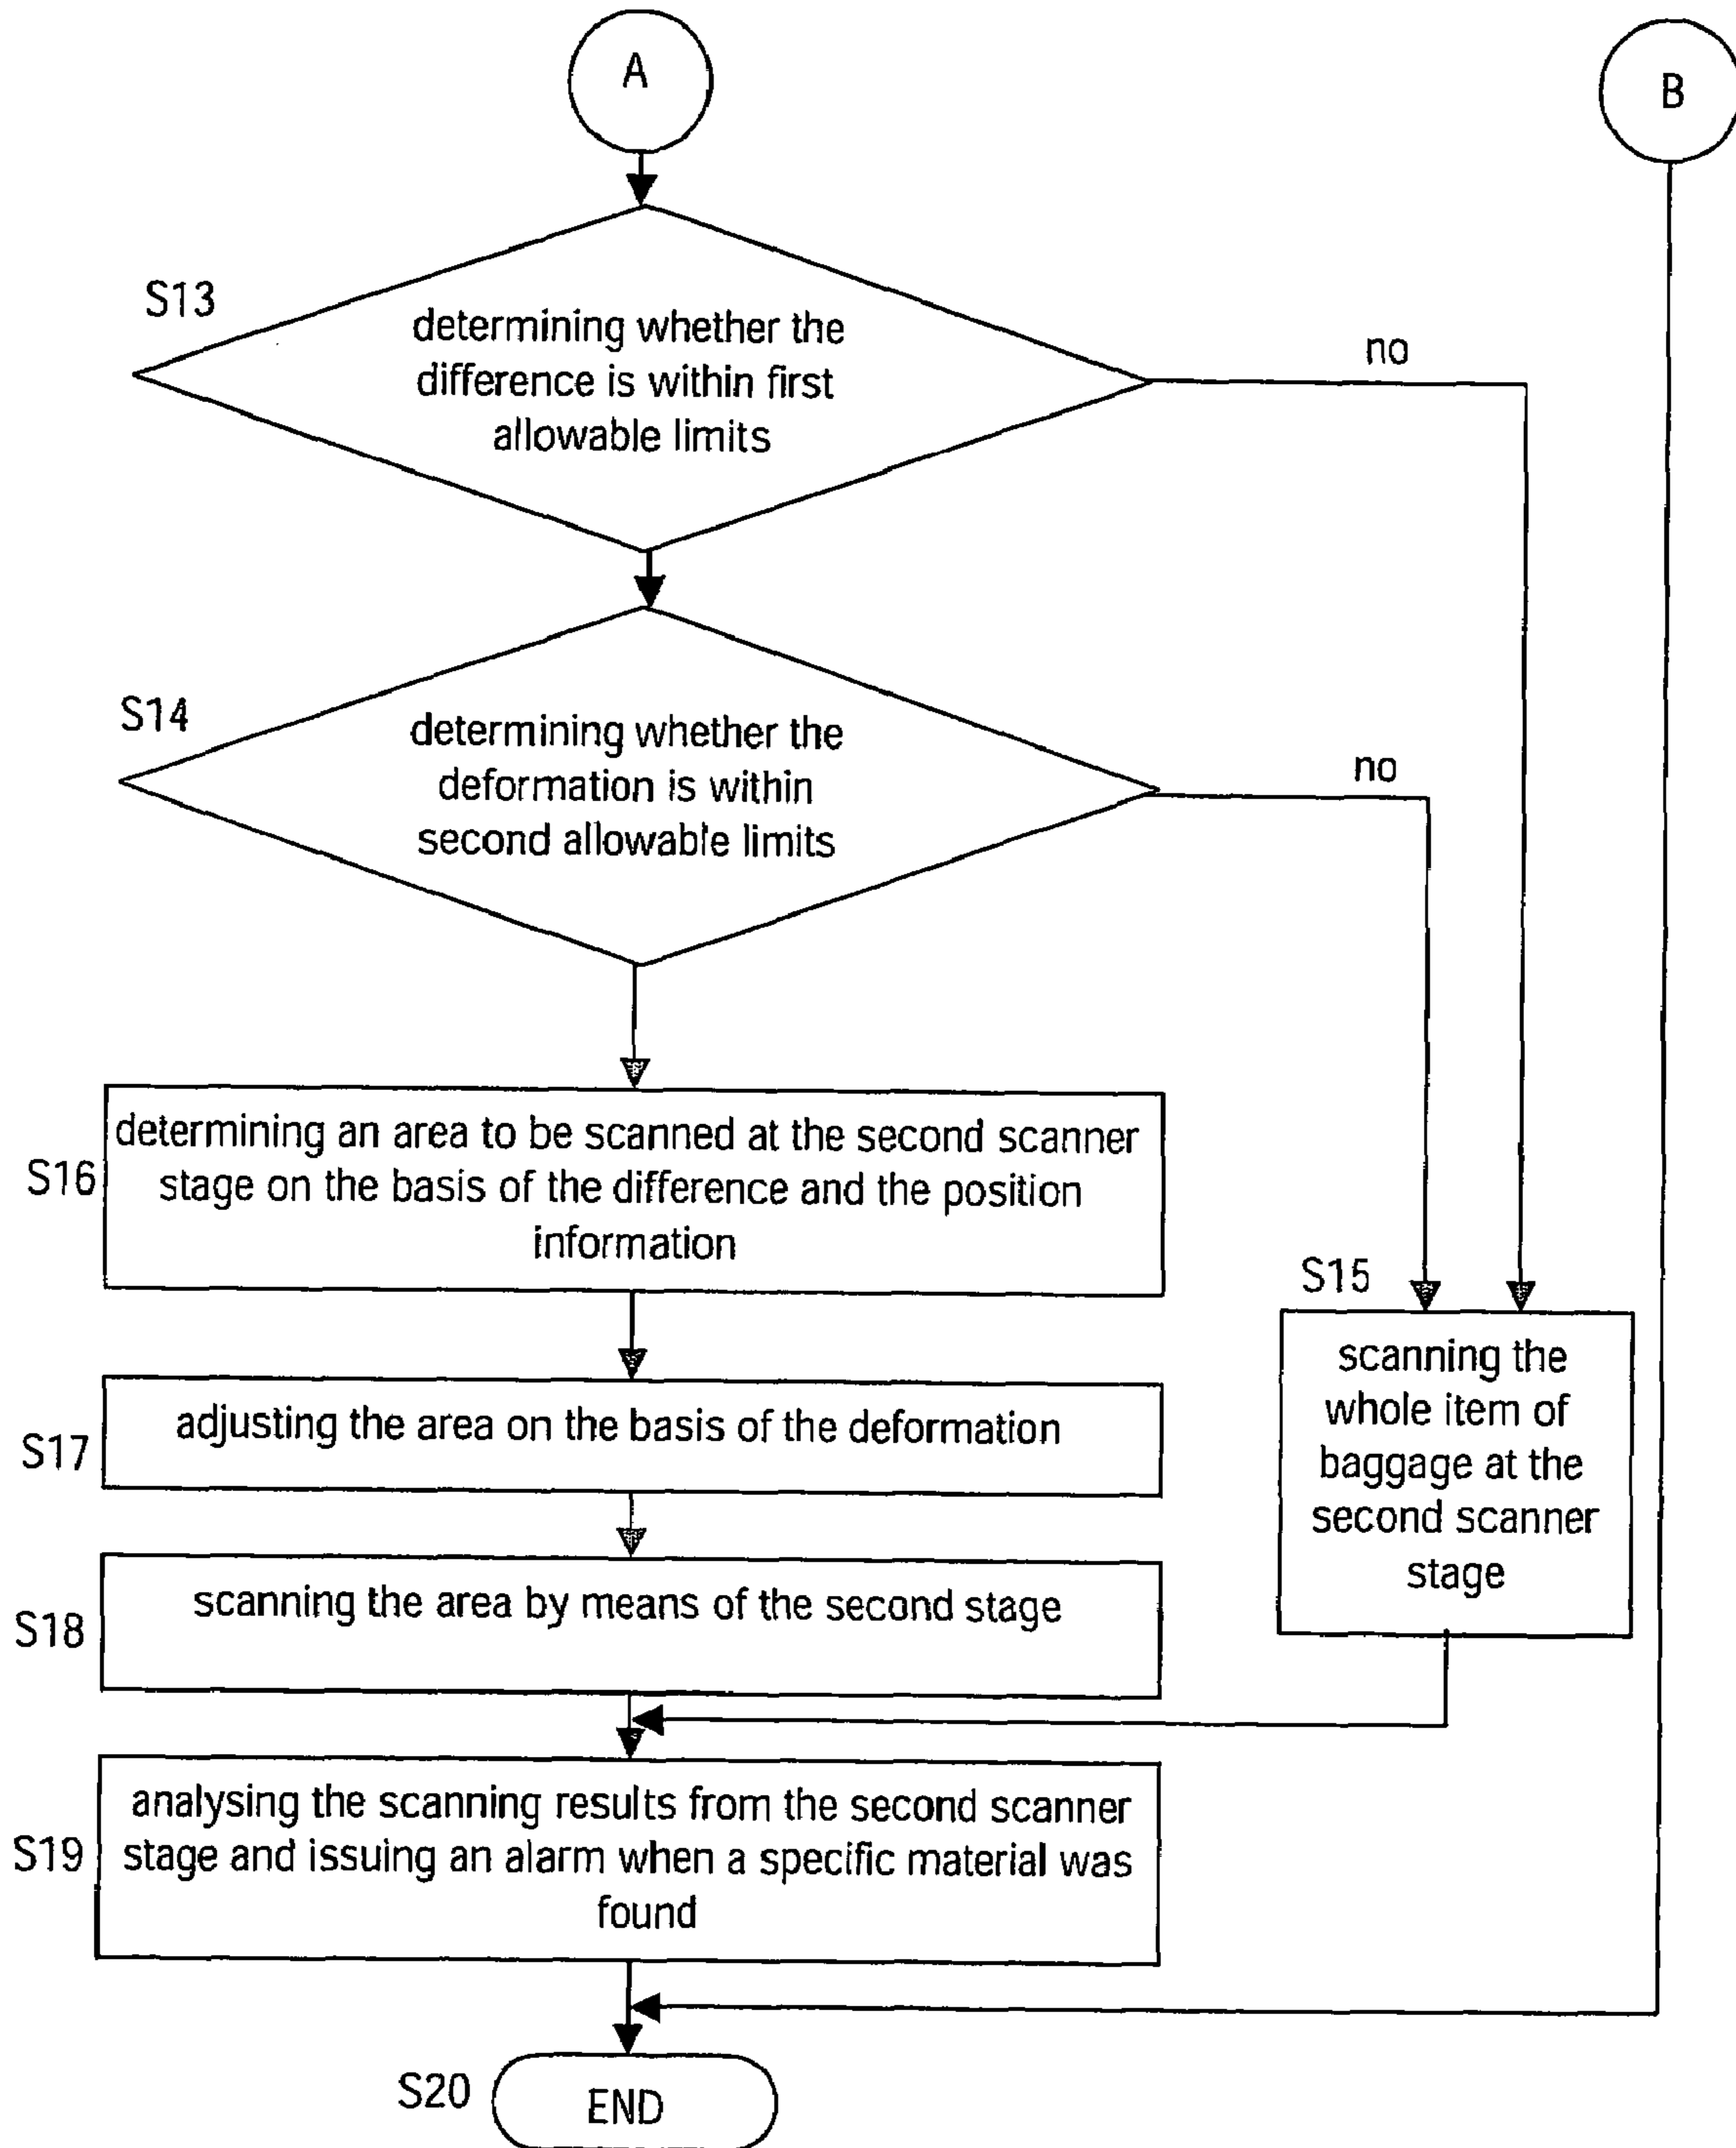 A
B
S13
determining whether the
difference is within first
allowable limits
no
S14
determining whether the
deformation is within
second allowable limits
no
S16
determining an area to be scanned at the second scanner
stage on the basis of the difference and the position
information
S15
scanning the
whole item of
baggage at the
second scanner
stage
S17
adjusting the area on the basis of the deformation
S18
scanning the area by means of the second stage
S19
analysing the scanning results from the second scanner
stage and issuing an alarm when a specific material was
found
S20
END